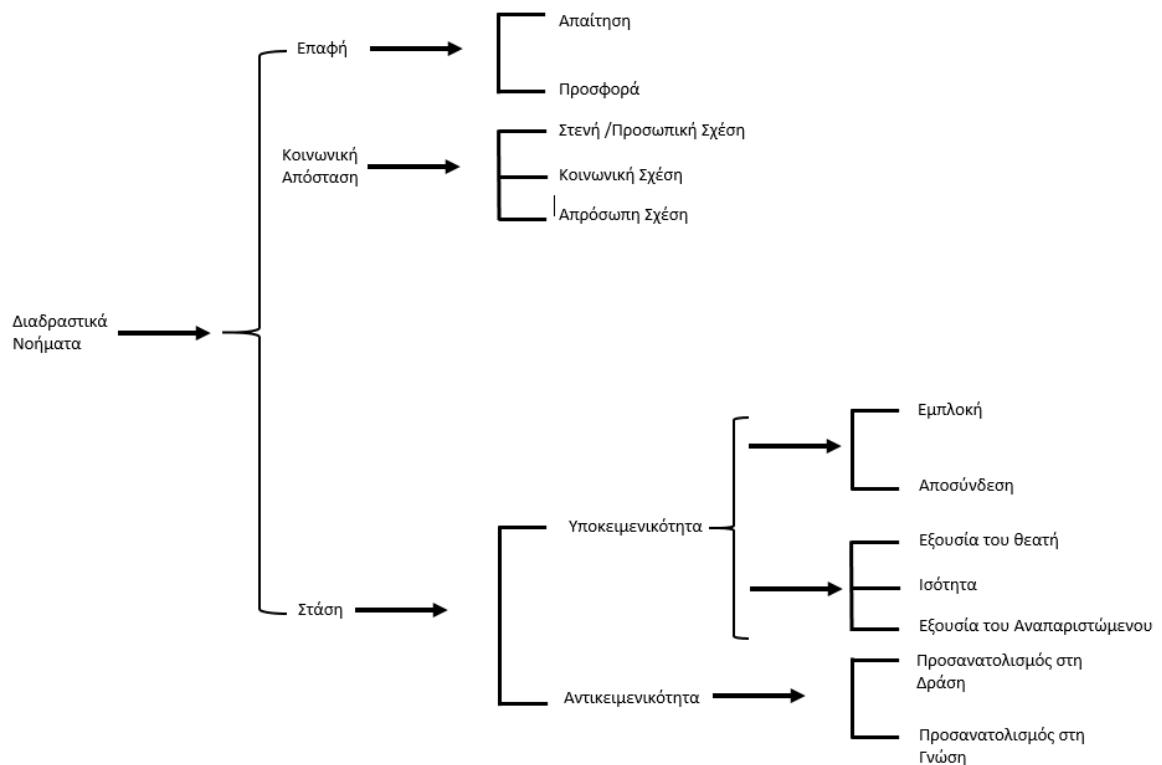 Επαφή
Απαίτηση
Προσφορά
Κοινωνική
Απόσταση
Στενή /Προσωπική Σχέση
Κοινωνική Σχέση
Απρόσωπη Σχέση
Διαδραστικά
Νοήματα
Στάση
Υποκειμενικότητα
Εμπλοκή
Αποσύνδεση
Εξουσία του θεατή
Ισότητα
Εξουσία του Αναπαριστώμενου
Αντικειμενικότητα
Προσανατολισμός στη
Δράση
Προσανατολισμός στη
Γνώση